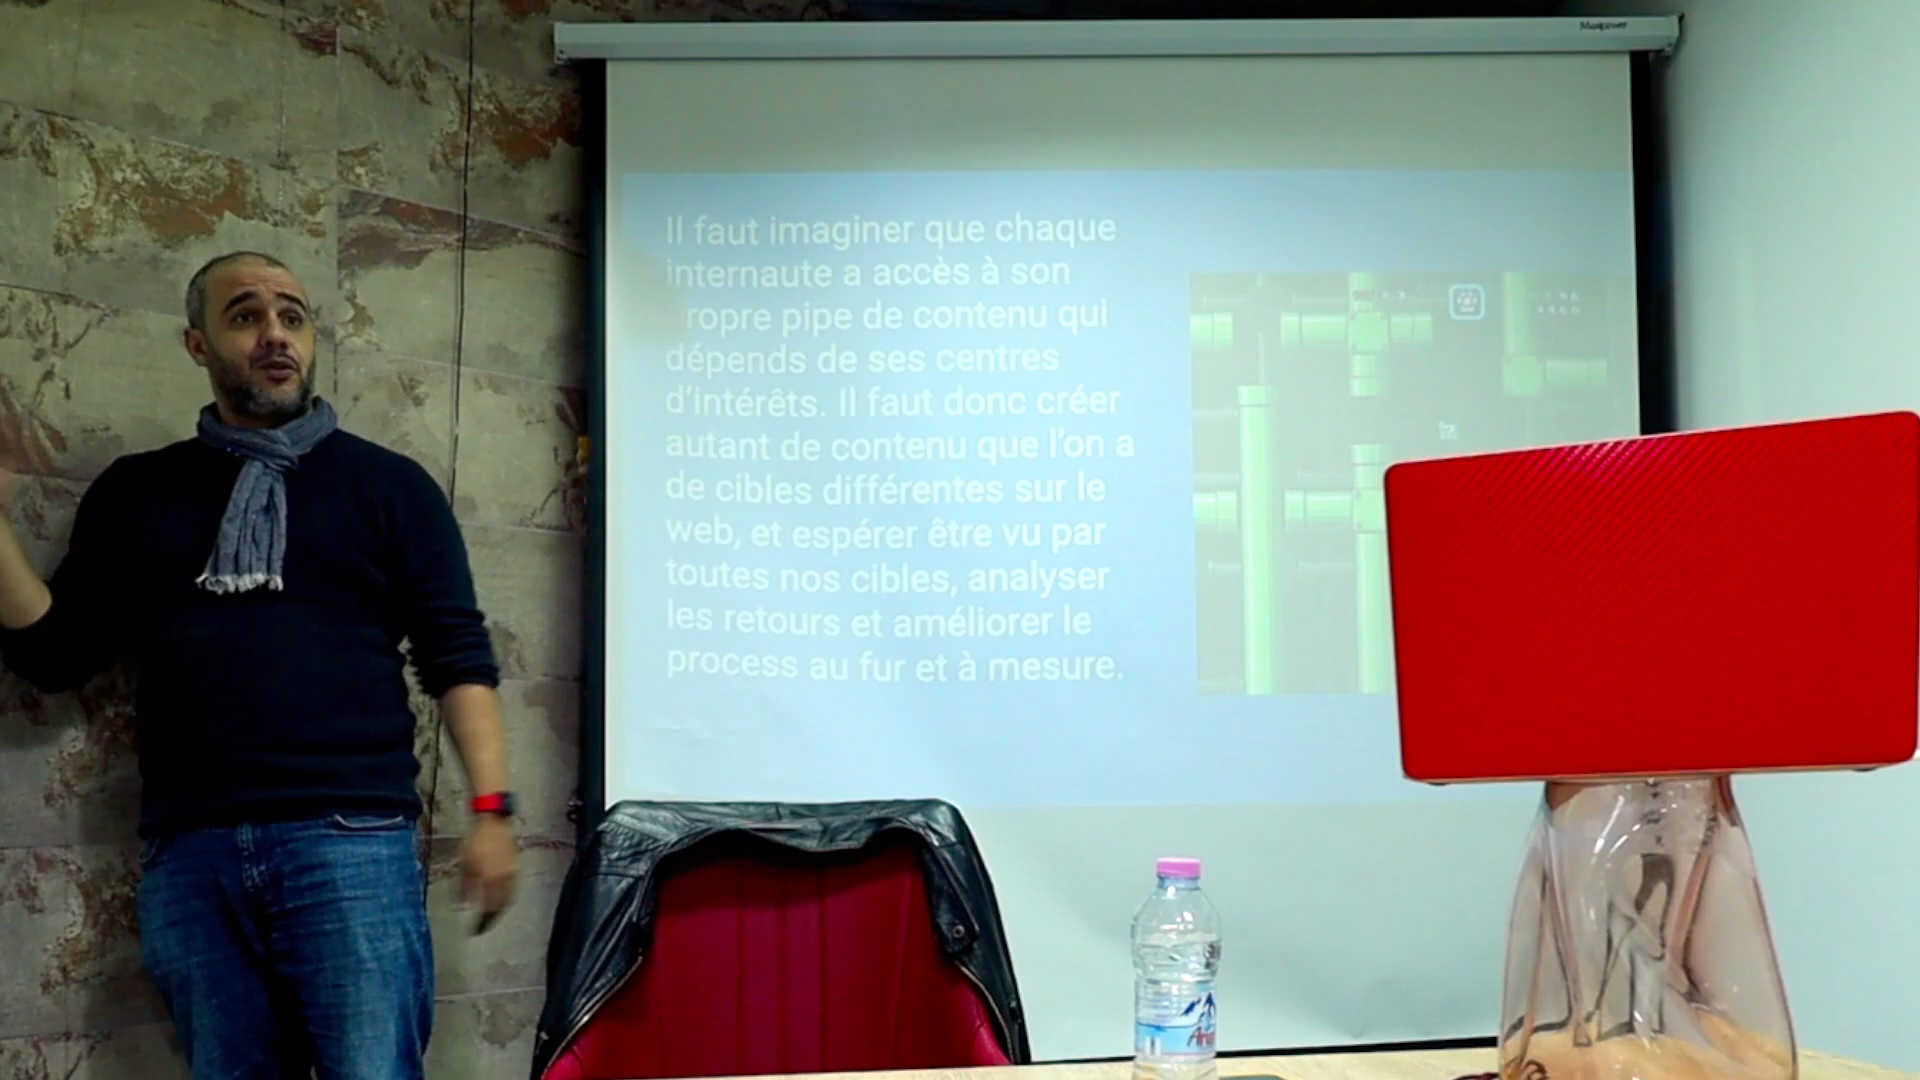 Il faut imaginer que chaque
internaute a accès à son
ropre pipe de contenu qui
dépends de ses centres
d'intérêts. Il faut donc créer
autant de contenu que l'on a
de cibles différentes sur le
web, et espérer être vu par
toutes nos cibles, analyser
les retours et améliorer le
process au fur et à mesure.